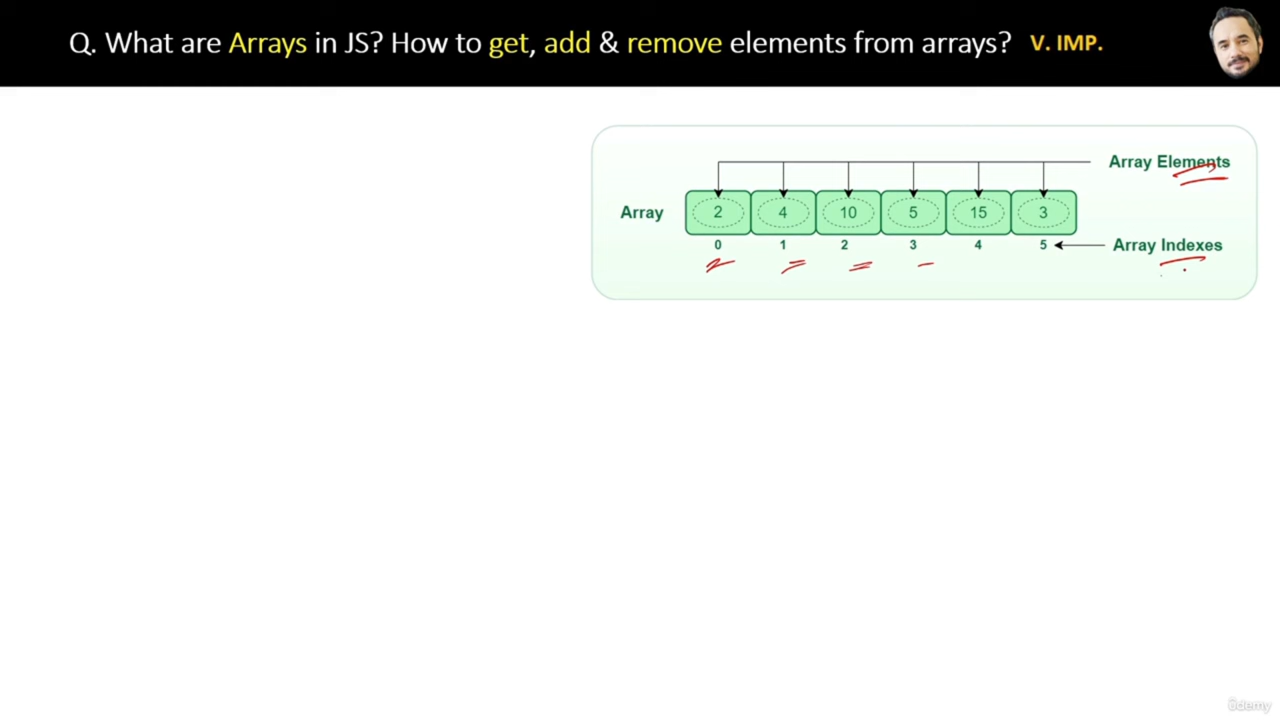 Q. What are Arrays in JS? How to get, add & remove elements from arrays? V. IMP.
Array Elements
Array 2 4 10 5 15 3
0 1 2 3 4 5 Array Indexes
ûdemy